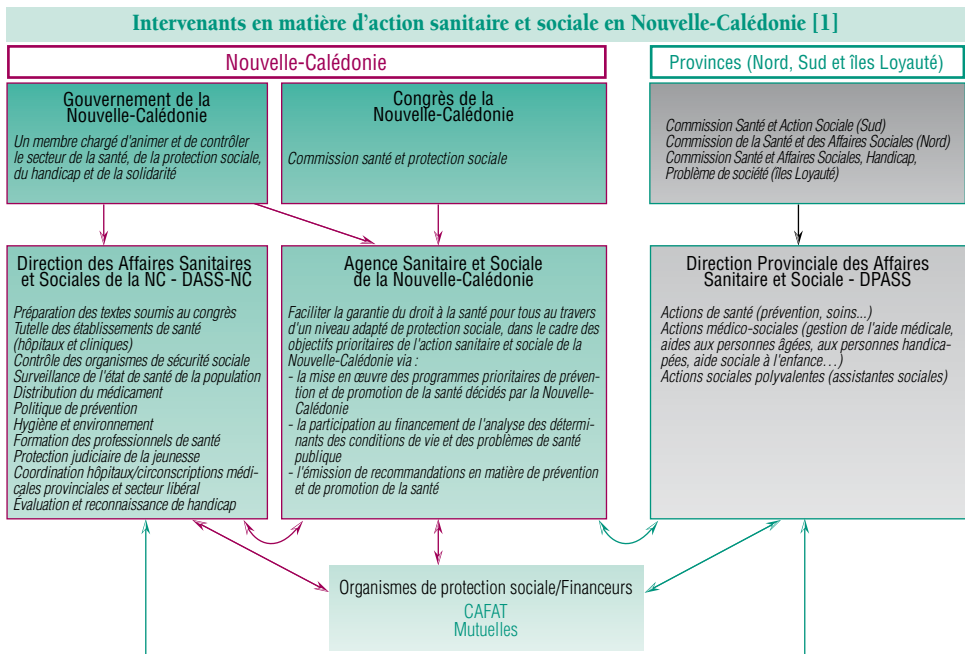 Intervenants en matière d'action sanitaire et sociale en Nouvelle-Calédonie [1]
Nouvelle-Calédonie
Provinces (Nord, Sud et îles Loyauté)
Gouvernement de la
Nouvelle-Calédonie
Un membre chargé d'animer et de contrôler
le secteur de la santé, de la protection sociale,
du handicap et de la solidarité
Congrès de la
Nouvelle-Calédonie
Commission santé et protection sociale
Commission Santé et Action Sociale (Sud)
Commission de la Santé et des Affaires Sociales (Nord)
Commission Santé et Affaires Sociales, Handicap,
Problème de société (îles Loyauté)
Direction des Affaires Sanitaires
et Sociales de la NC - DASS-NC
Préparation des textes soumis au congrès
Tutelle des établissements de santé
(hôpitaux et cliniques)
Contrôle des organismes de sécurité sociale
Surveillance de l'état de santé de la population
Distribution du médicament
Politique de prévention
Hygiène et environnement
Formation des professionnels de santé
Protection judiciaire de la jeunesse
Coordination hôpitaux/circonscriptions médi-
cales provinciales et secteur libéral
Évaluation et reconnaissance de handicap
Agence Sanitaire et Sociale
de la Nouvelle-Calédonie
Faciliter la garantie du droit à la santé pour tous au travers
d'un niveau adapté de protection sociale, dans le cadre des
objectifs prioritaires de l'action sanitaire et sociale de la
Nouvelle-Calédonie via :
- la mise en œuvre des programmes prioritaires de préven-
tion et de promotion de la santé décidés par la Nouvelle-
Calédonie
- la participation au financement de l'analyse des détermi-
nants des conditions de vie et des problèmes de santé
publique
- l'émission de recommandations en matière de prévention
et de promotion de la santé
Direction Provinciale des Affaires
Sanitaire et Sociale - DPASS
Actions de santé (prévention, soins...)
Actions médico-sociales (gestion de l'aide médicale,
aides aux personnes âgées, aux personnes handica-
pées, aide sociale à l'enfance…)
Actions sociales polyvalentes (assistantes sociales)
Organismes de protection sociale/Financeurs
CAFAT
Mutuelles